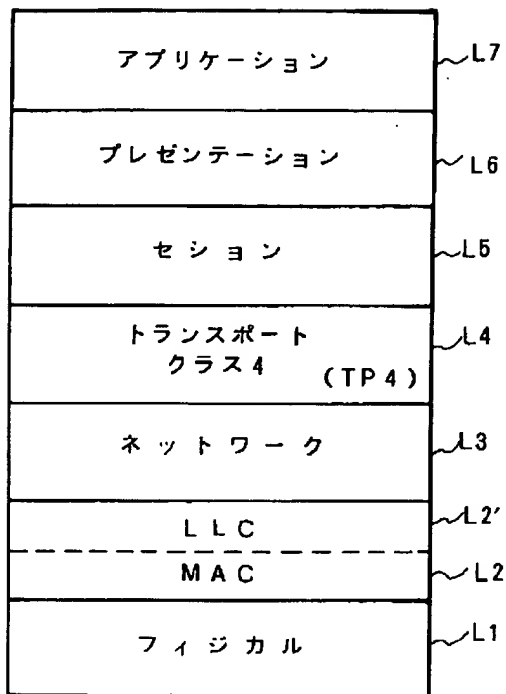 アプリケーション L7
プレゼンテーション L6
セション L5
トランスポート
クラス4 (TP4) L4
ネットワーク L3
LLC L2'
MAC L2
フィジカル L1